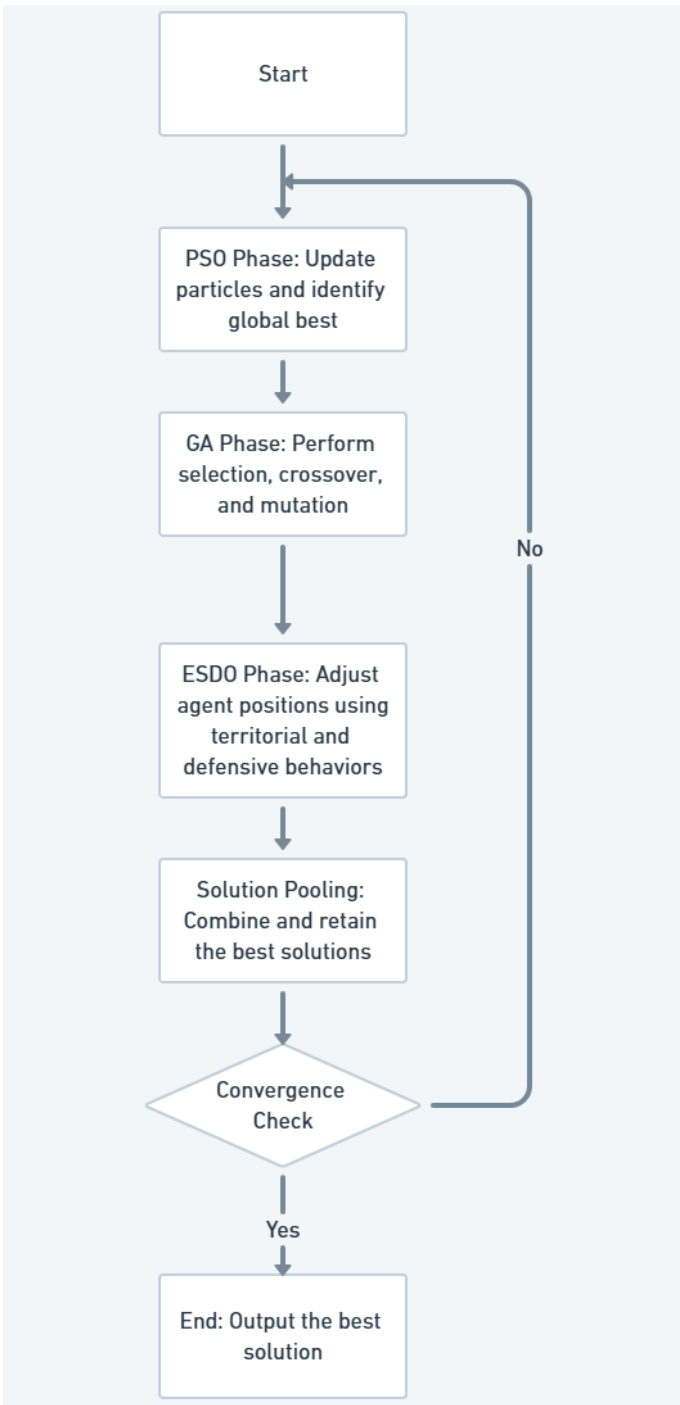 Start
PSO Phase: Update
particles and identify
global best
GA Phase: Perform
selection, crossover,
and mutation
No
ESDO Phase: Adjust
agent positions using
territorial and
defensive behaviors
Solution Pooling:
Combine and retain
the best solutions
Convergence
Check
Yes
End: Output the best
solution